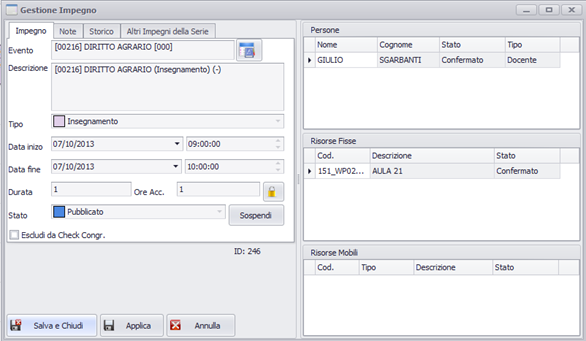 Gestione Impegno
Impegno Note Storico Altri Impegni della Serie
Evento [00216] DIRITTO AGRARIO [000]
Descrizione [00216] DIRITTO AGRARIO (Insegnamento) (-)
Tipo Insegnamento
Data inizo 07/10/2013 09:00:00
Data fine 07/10/2013 10:00:00
Durata 1 Ore Acc. 1
Stato Pubblicato Sospendi
Escludi da Check Congr.
ID: 246
Salva e Chiudi Applica Annulla
Persone
Nome Cognome Stato Tipo
GIULIO SGARBANTI Confermato Docente
Risorse Fisse
Cod. Descrizione Stato
151_WP02... AULA 21 Confermato
Risorse Mobili
Cod. Tipo Descrizione Stato